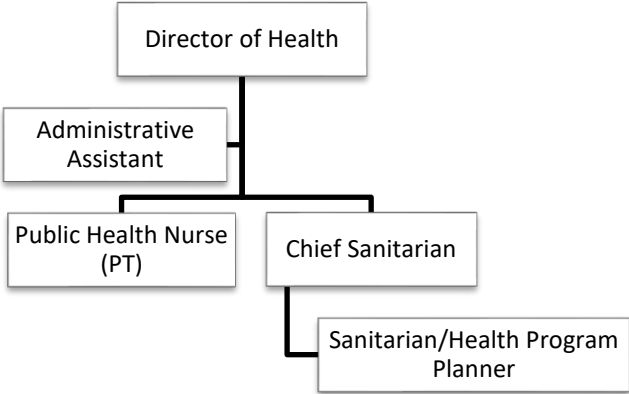 Director of Health
Administrative
Assistant
Public Health Nurse
(PT)
Chief Sanitarian
Sanitarian/Health Program
Planner